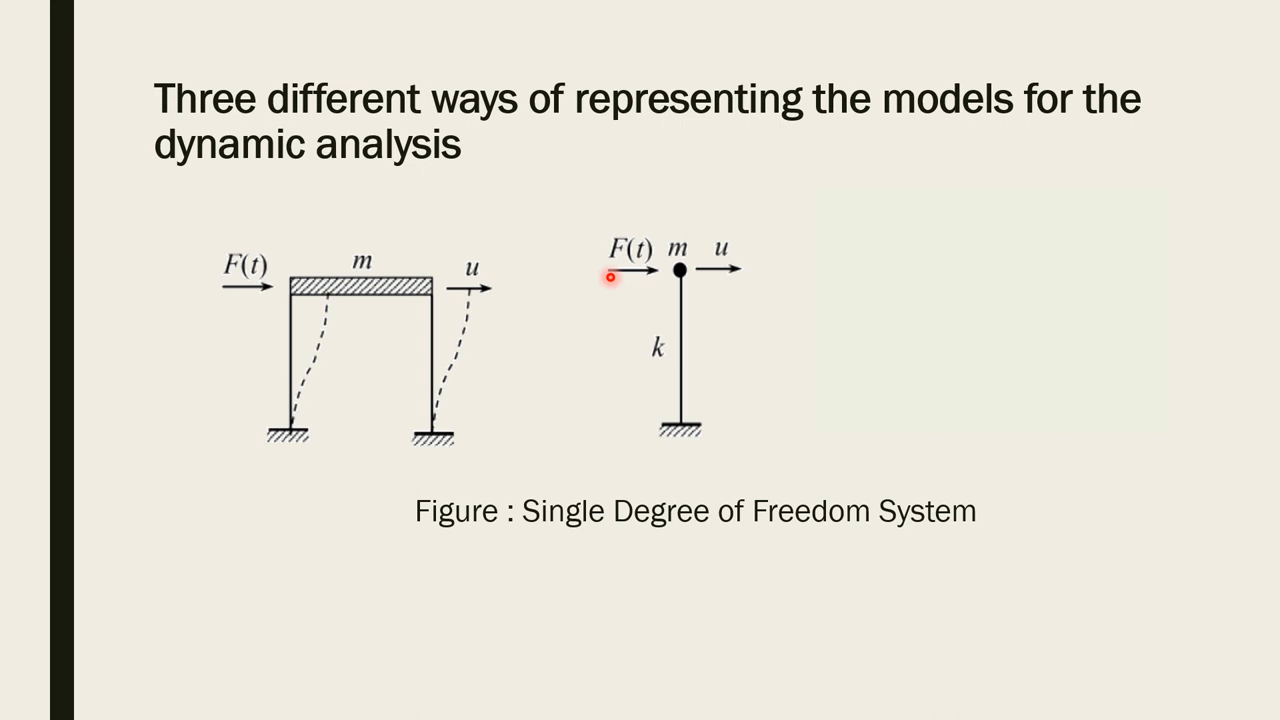 Three different ways of representing the models for the
dynamic analysis
F(t) m u
F(t) m u
k
Figure : Single Degree of Freedom System